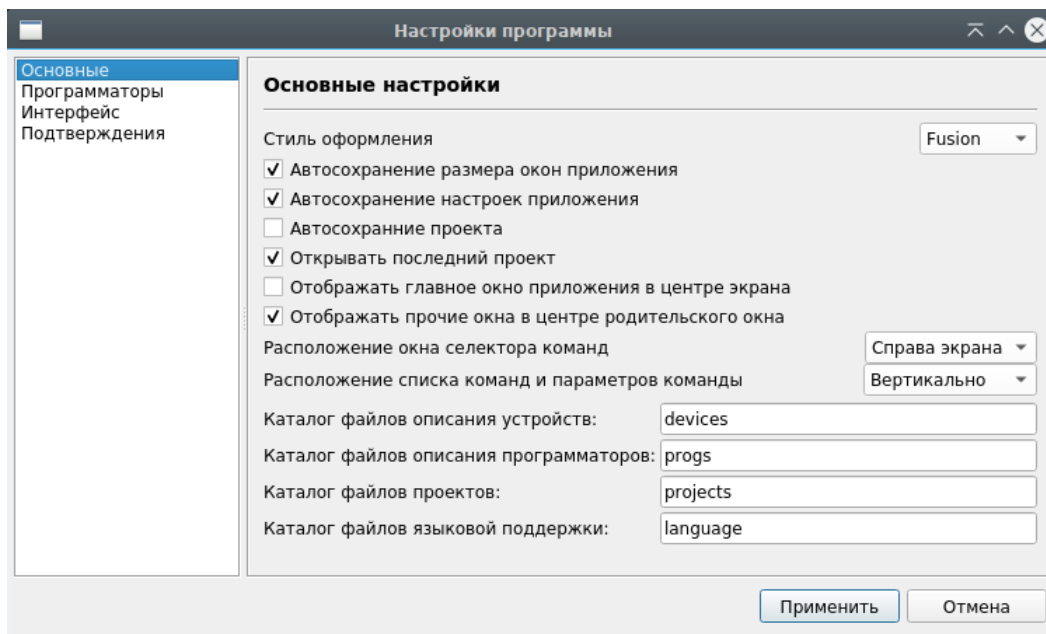 Настройки программы
Основные
Программаторы
Интерфейс
Подтверждения
Основные настройки
Стиль оформления Fusion
Автосохранение размера окон приложения
Автосохранение настроек приложения
Автосохранние проекта
Открывать последний проект
Отображать главное окно приложения в центре экрана
Отображать прочие окна в центре родительского окна
Расположение окна селектора команд Справа экрана
Расположение списка команд и параметров команды Вертикально
Каталог файлов описания устройств: devices
Каталог файлов описания программаторов: progs
Каталог файлов проектов: projects
Каталог файлов языковой поддержки: language
Применить Отмена